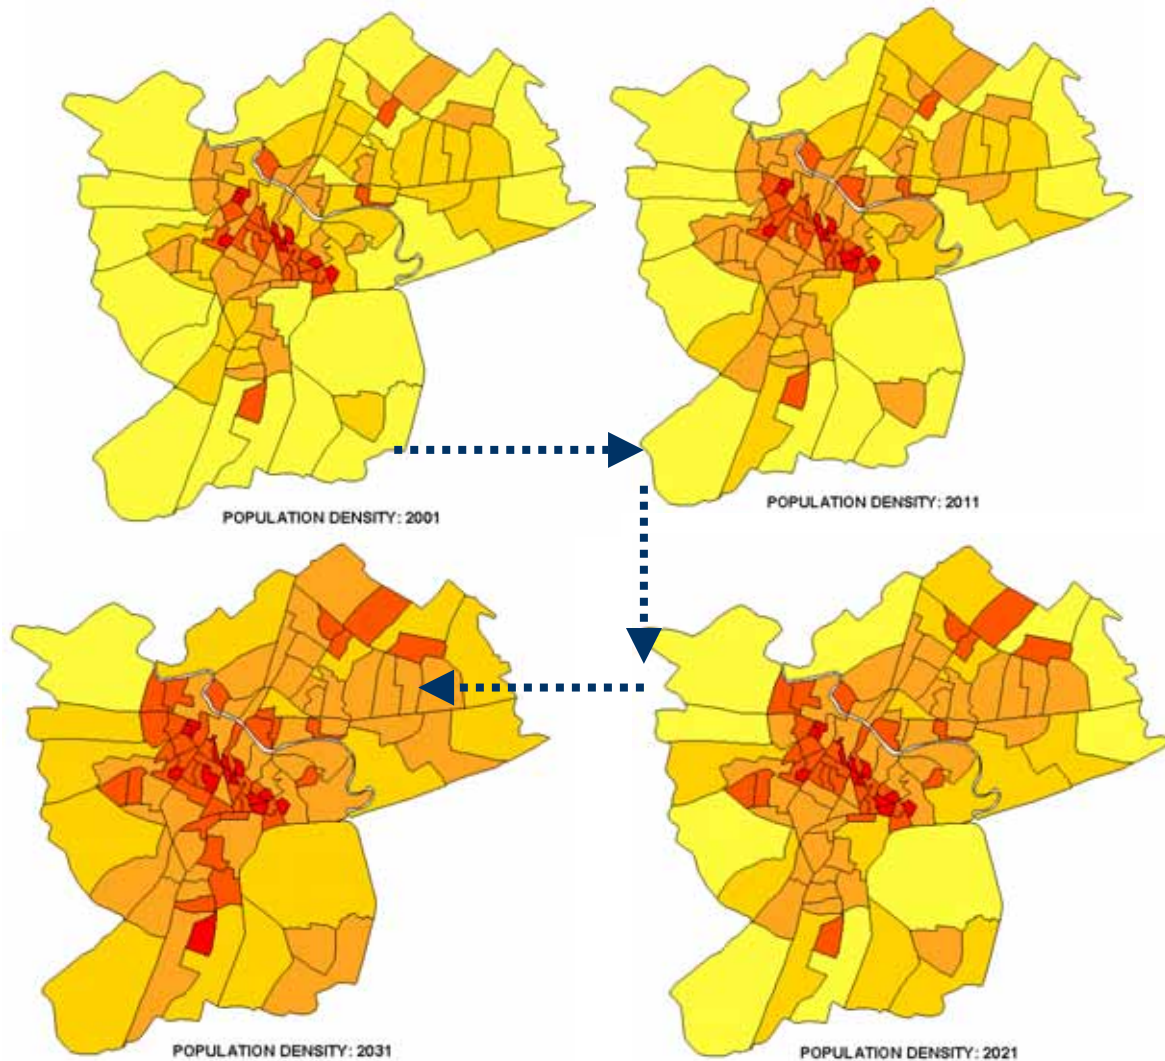 POPULATION DENSITY: 2001
POPULATION DENSITY: 2011
POPULATION DENSITY: 2031
POPULATION DENSITY: 2021